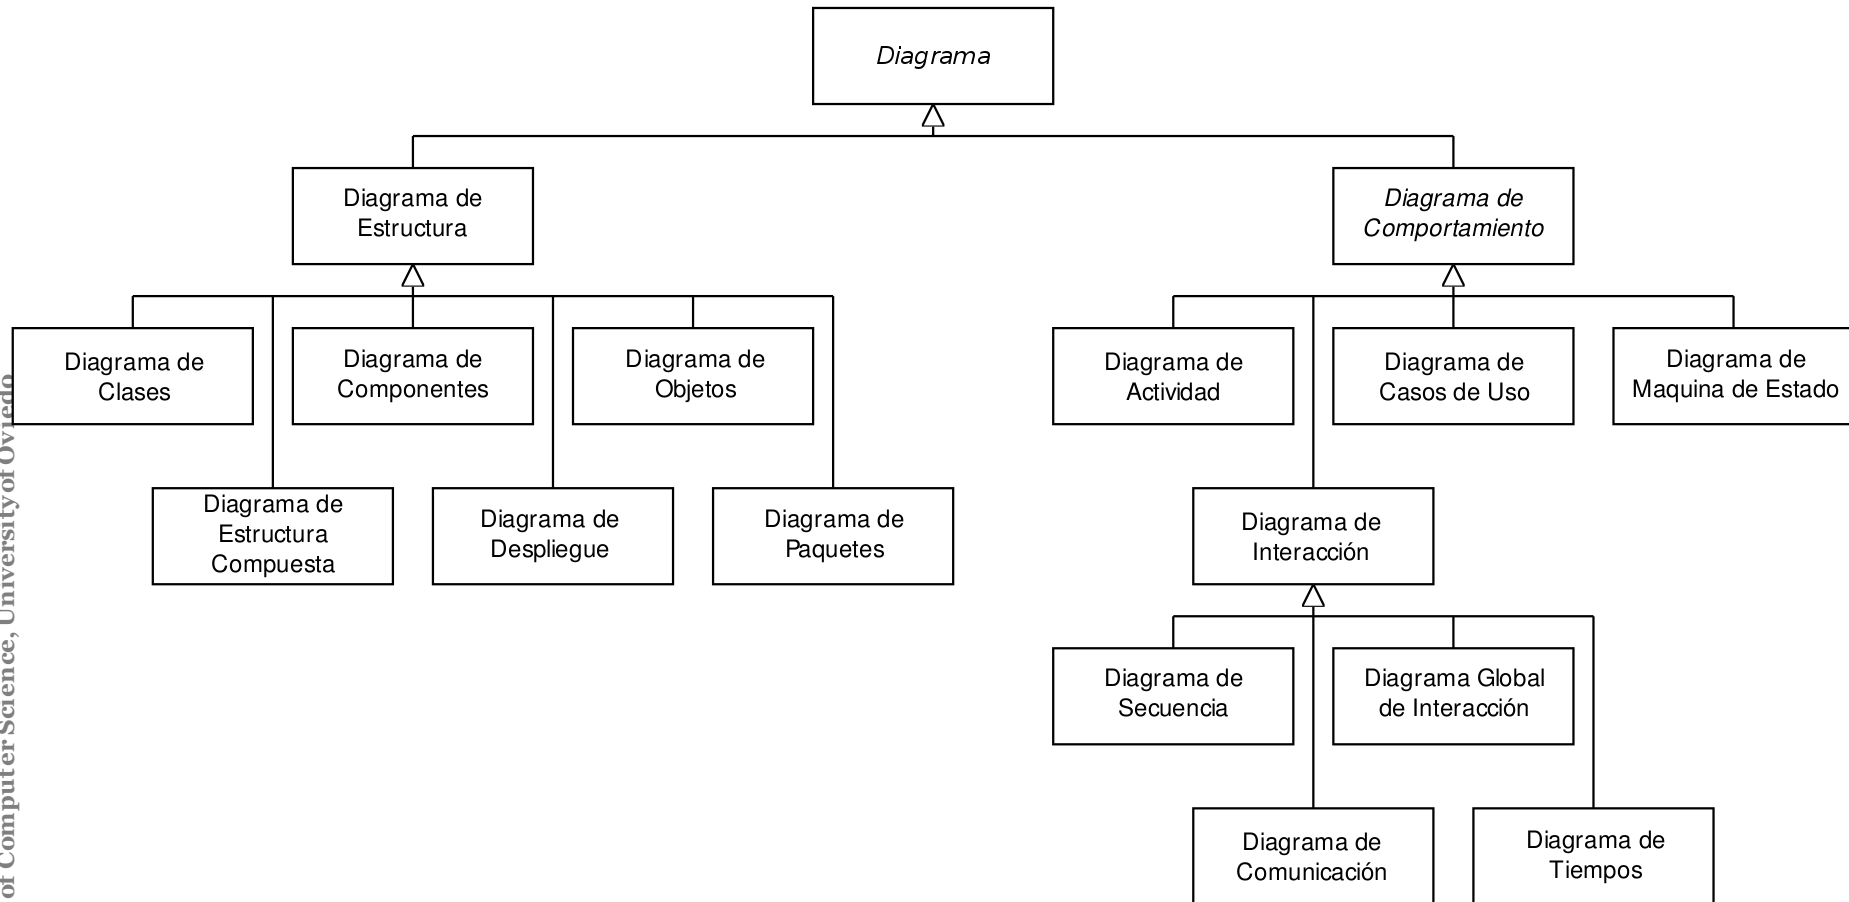 Diagrama
Diagrama de
Estructura
Diagrama de
Comportamiento
Diagrama de
Clases
Diagrama de
Componentes
Diagrama de
Objetos
Diagrama de
Actividad
Diagrama de
Casos de Uso
Diagrama de
Maquina de Estado
Diagrama de
Estructura
Compuesta
Diagrama de
Despliegue
Diagrama de
Paquetes
Diagrama de
Interacción
Diagrama de
Secuencia
Diagrama Global
de Interacción
Diagrama de
Comunicación
Diagrama de
Tiempos
of Computer Science, University of Oviedo